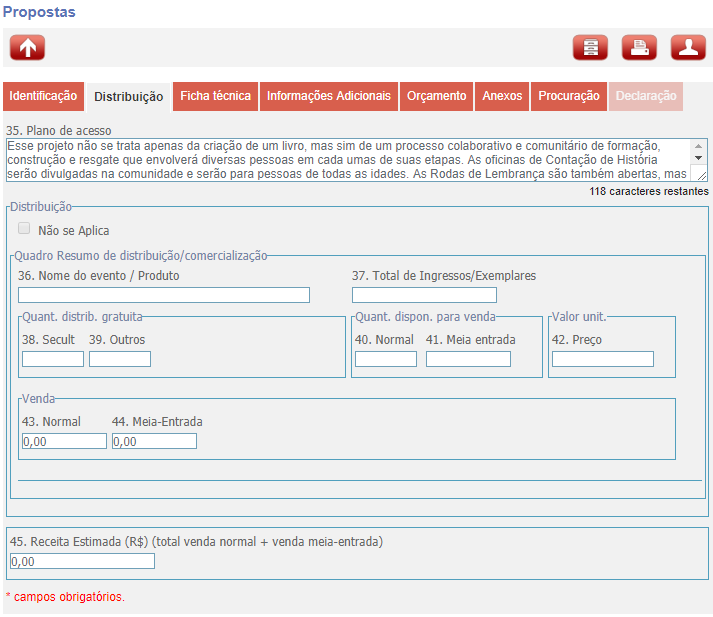 Propostas
Identificação Distribuição Ficha técnica Informações Adicionais Orçamento Anexos Procuração Declaração
35. Plano de acesso
Esse projeto não se trata apenas da criação de um livro, mas sim de um processo colaborativo e comunitário de formação,
construção e resgate que envolverá diversas pessoas em cada umas de suas etapas. As oficinas de Contação de História
serão divulgadas na comunidade e serão para pessoas de todas as idades. As Rodas de Lembrança são também abertas, mas
118 caracteres restantes
Distribuição
Não se Aplica
Quadro Resumo de distribuição/comercialização
36. Nome do evento / Produto 37. Total de Ingressos/Exemplares
Quant. distrib. gratuita Quant. dispon. para venda Valor unit.
38. Secult 39. Outros 40. Normal 41. Meia entrada 42. Preço
Venda
43. Normal 44. Meia-Entrada
0,00 0,00
45. Receita Estimada (R$) (total venda normal + venda meia-entrada)
0,00
* campos obrigatórios.